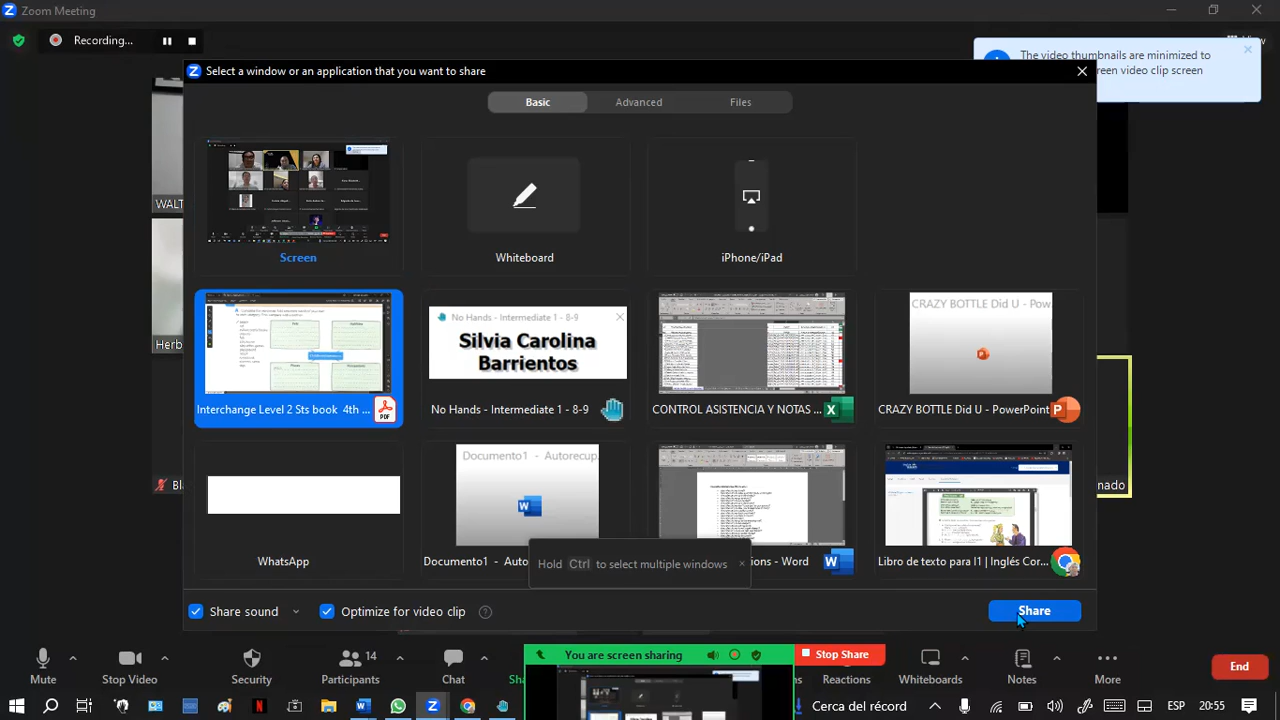 Zoom Meeting
Recording...
View
The video thumbnails are minimized to
reen video clip screen
Select a window or an application that you want to share
Basic
Advanced
Files
Screen
Whiteboard
iPhone/iPad
WALT
Herb
Bl
nado
No Hands - Intermediate 1 - 8-9
Silvia Carolina
Barrientos
CRAZY BOTTLE Did U - Pow
Interchange Level 2 Sts book 4th ...
PDF
No Hands - Intermediate 1 - 8-9
CONTROL ASISTENCIA Y NOTAS ...
CRAZY BOTTLE Did U - PowerPoint
Documento1 - Autorecup
WhatsApp
Documento1 - Auto
ons - Word
Libro de texto para I1 | Inglés Cor...
Hold Ctrl to select multiple windows
Share sound
Optimize for video clip
Share
You are screen sharing
Stop Share
Mute
Stop Video
Security
14
Participants
Chat
Sh
Reactions
Whiteboards
Notes
More
End
Cerca del récord
ESP
20:55